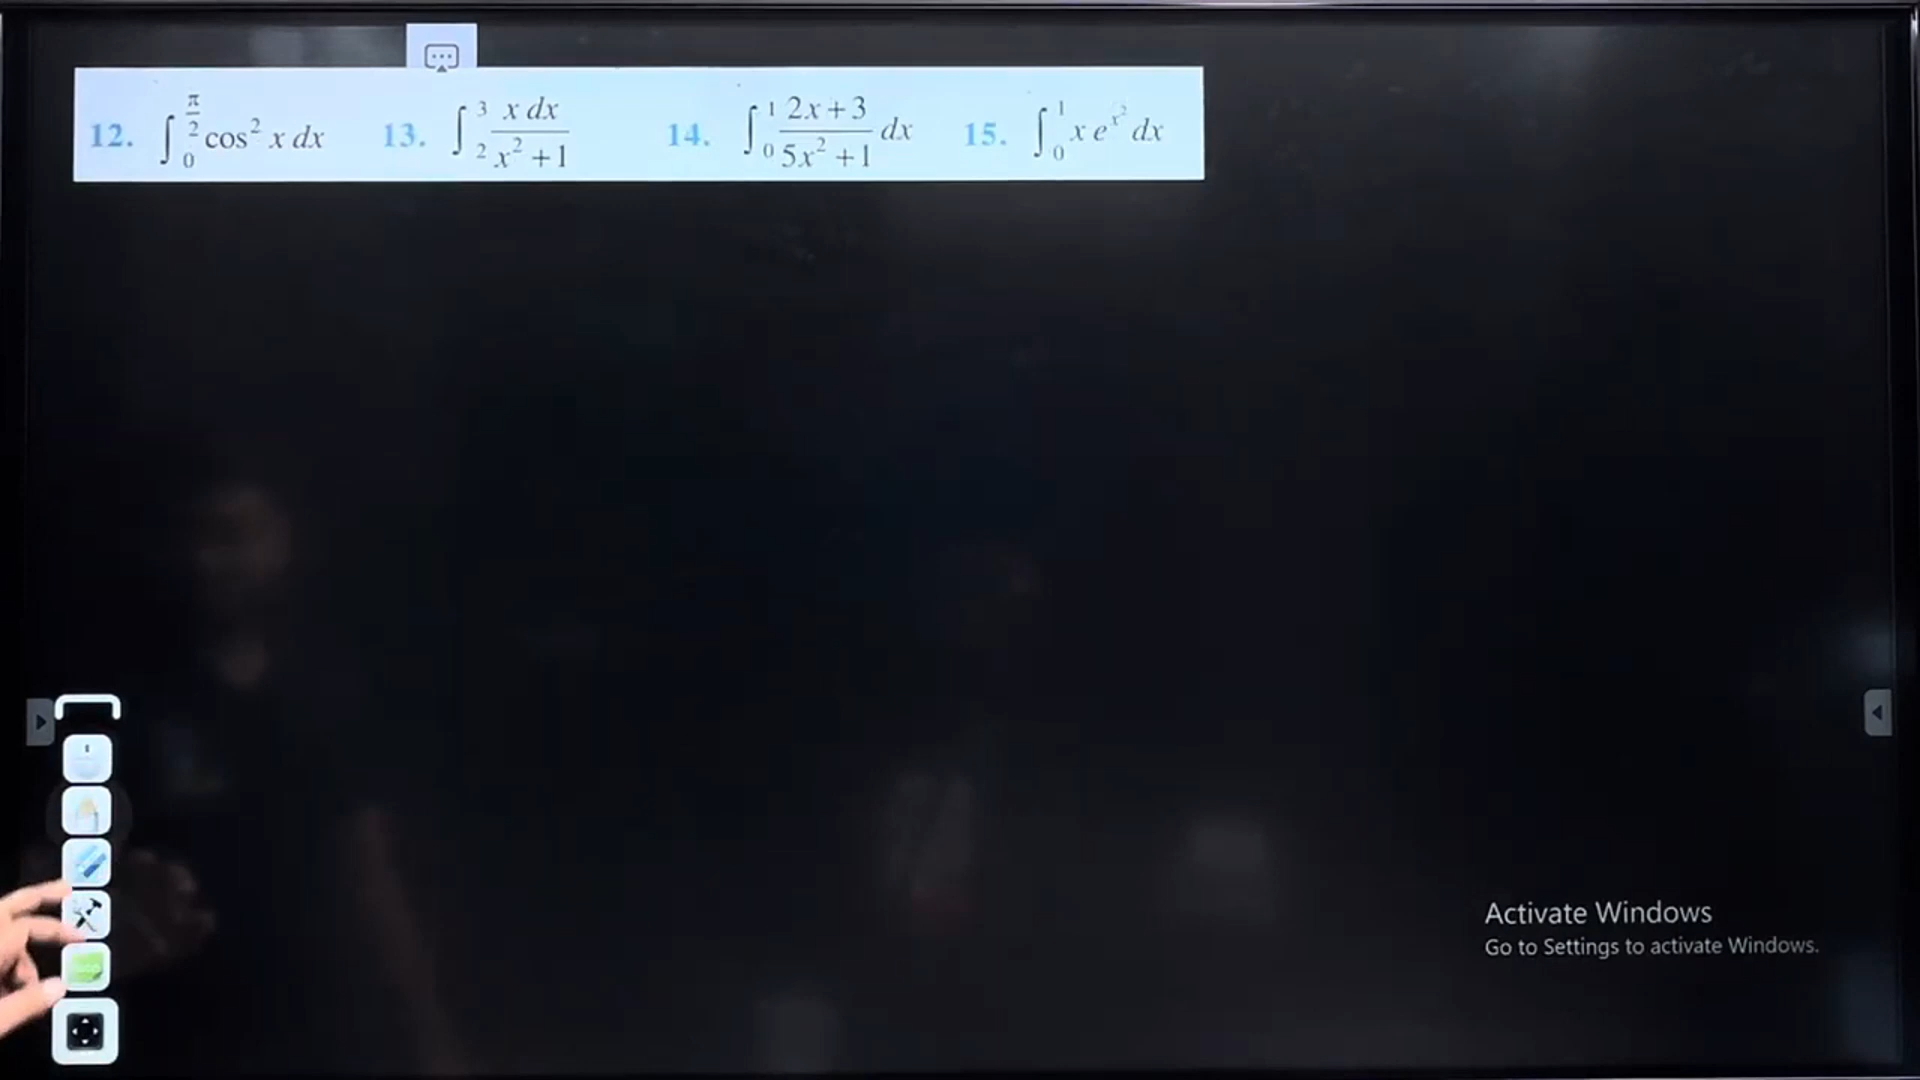 12. ∫₀^{π/2} cos² x dx 13. ∫₂³ x dx / x² + 1 14. ∫₀¹ 2x + 3 / 5x² + 1 dx 15. ∫₀¹ x e^{x²} dx
Activate Windows
Go to Settings to activate Windows.